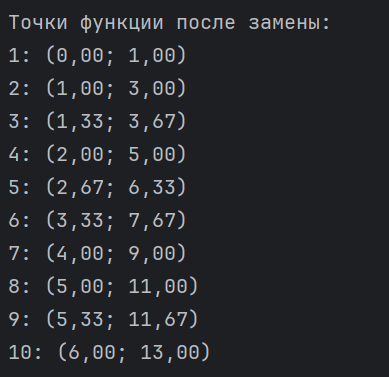 Точки функции после замены:
1: (0,00; 1,00)
2: (1,00; 3,00)
3: (1,33; 3,67)
4: (2,00; 5,00)
5: (2,67; 6,33)
6: (3,33; 7,67)
7: (4,00; 9,00)
8: (5,00; 11,00)
9: (5,33; 11,67)
10: (6,00; 13,00)